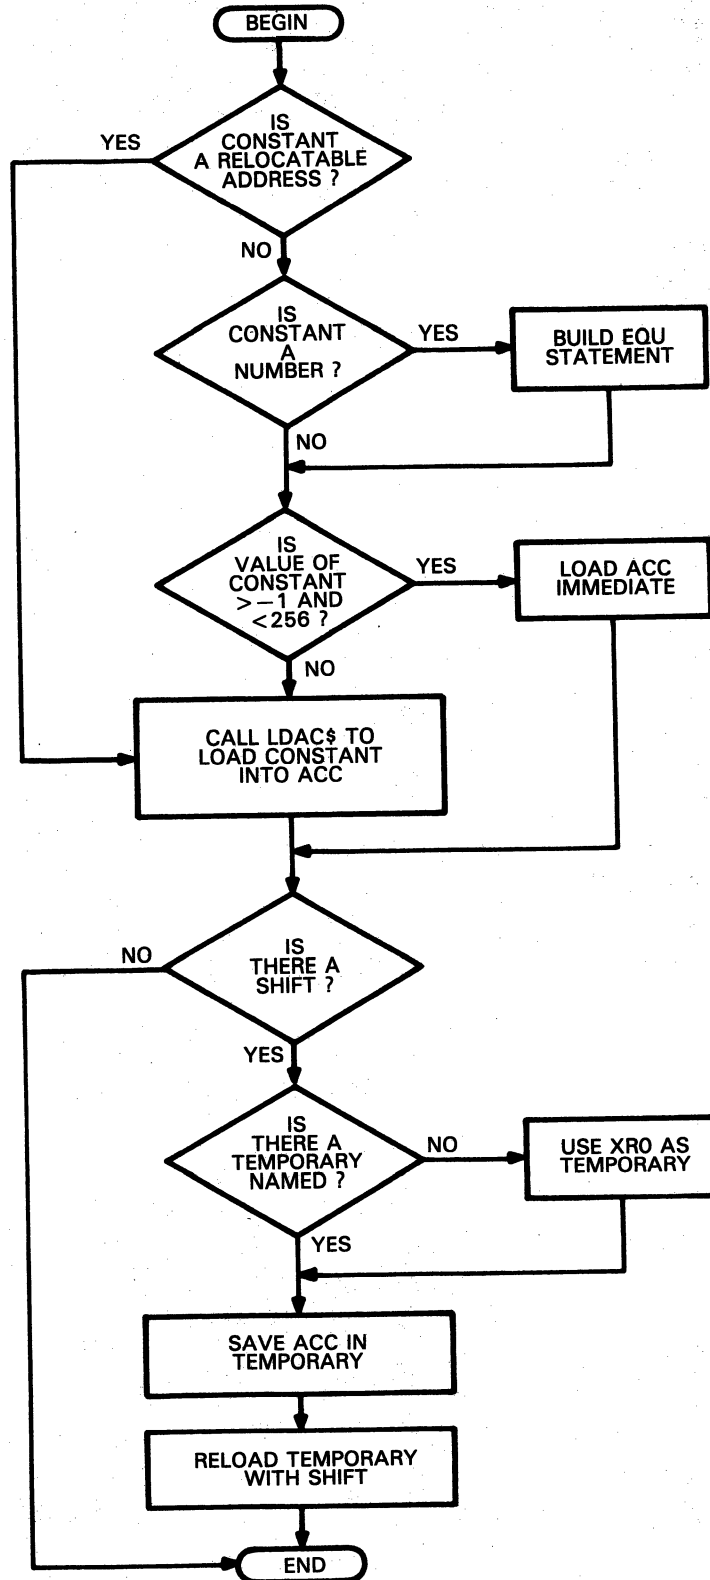 BEGIN
IS
CONSTANT
A RELOCATABLE
ADDRESS ?
YES
NO
IS
CONSTANT
A
NUMBER ?
YES
BUILD EQU
STATEMENT
NO
IS
VALUE OF
CONSTANT
>−1 AND
<256 ?
YES
LOAD ACC
IMMEDIATE
NO
CALL LDAC$ TO
LOAD CONSTANT
INTO ACC
IS
THERE A
SHIFT ?
NO
YES
IS
THERE A
TEMPORARY
NAMED ?
NO
USE XR0 AS
TEMPORARY
YES
SAVE ACC IN
TEMPORARY
RELOAD TEMPORARY
WITH SHIFT
END